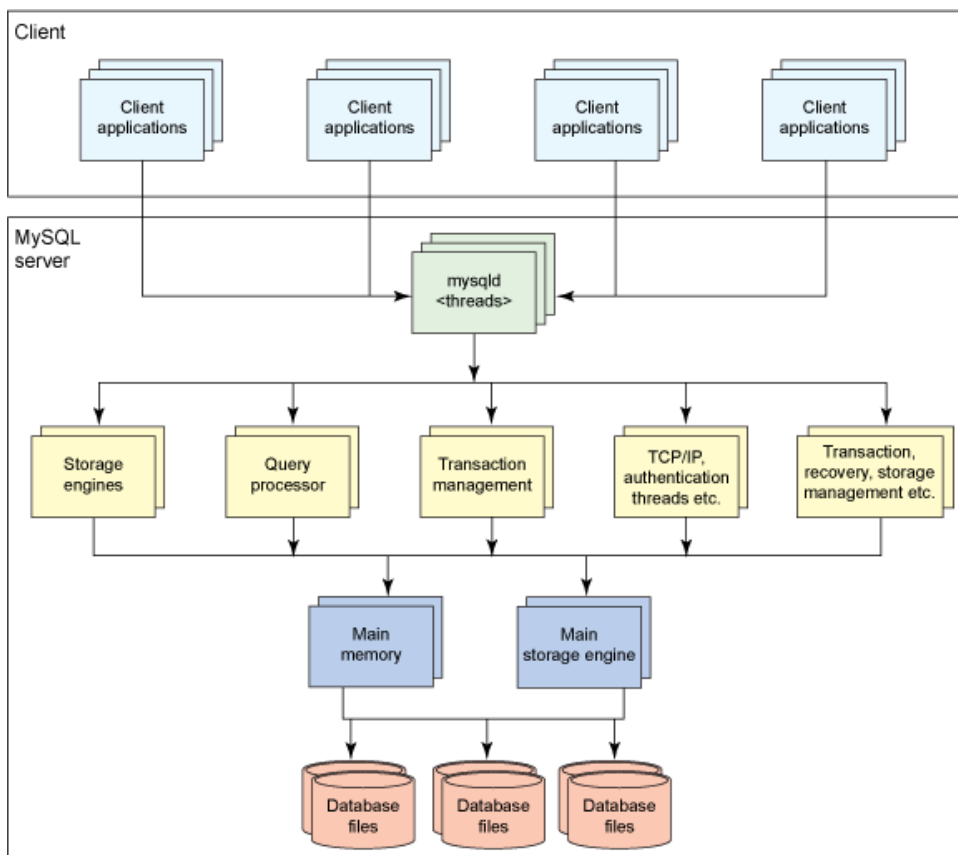 Client
Client
applications
Client
applications
Client
applications
Client
applications
MySQL
server
mysqld
<threads>
Storage
engines
Query
processor
Transaction
management
TCP/IP,
authentication
threads etc.
Transaction,
recovery, storage
management etc.
Main
memory
Main
storage engine
Database
files
Database
files
Database
files